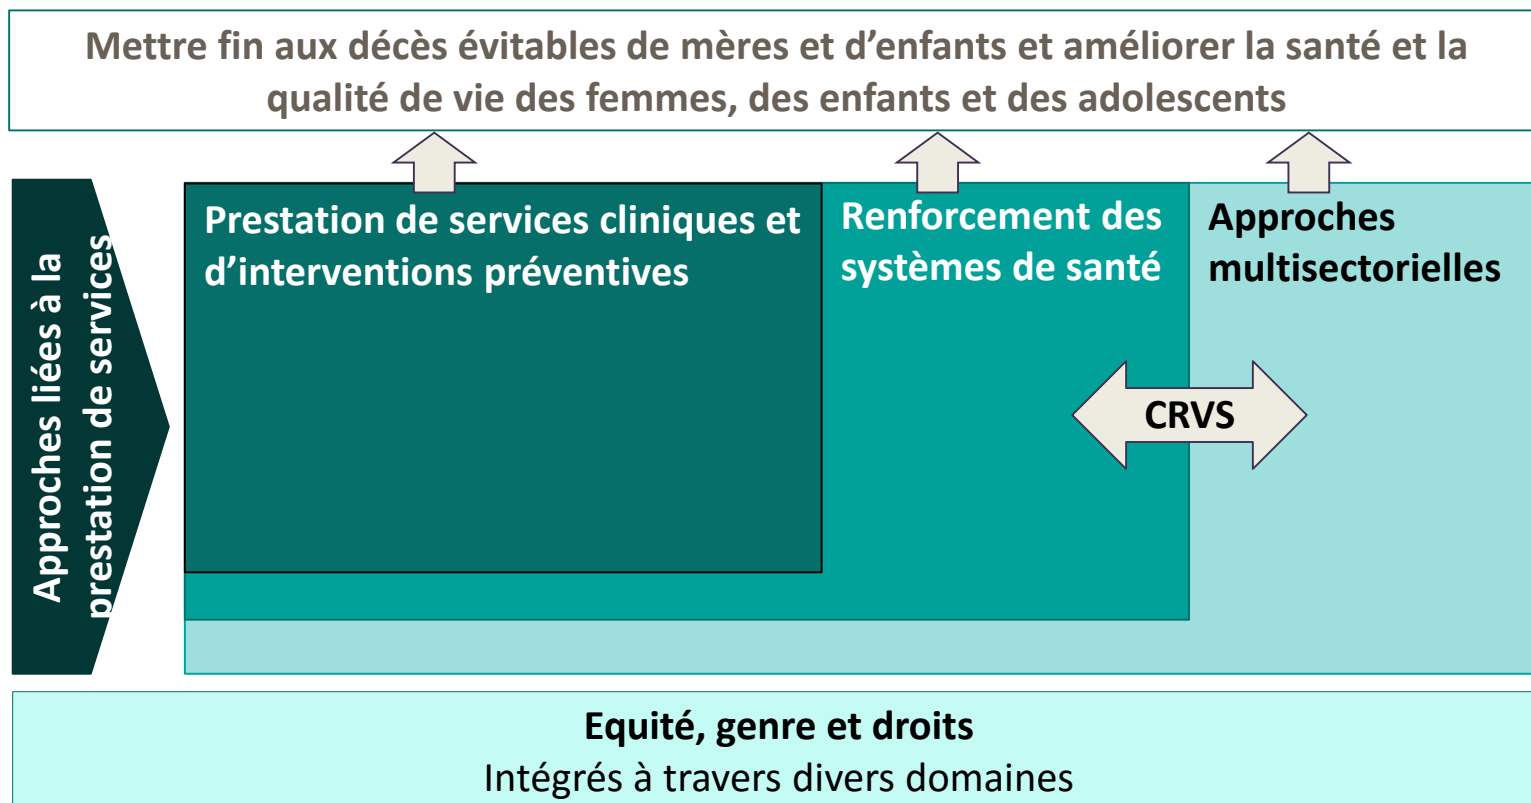 Mettre fin aux décès évitables de mères et d’enfants et améliorer la santé et la
qualité de vie des femmes, des enfants et des adolescents
Approches liées à la
prestation de services
Prestation de services cliniques et
d’interventions préventives
Renforcement des
systèmes de santé
Approches
multisectorielles
CRVS
Equité, genre et droits
Intégrés à travers divers domaines